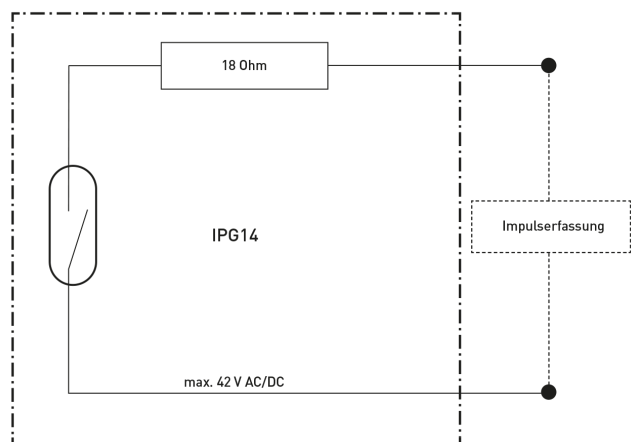 18 Ohm
Impulserfassung
IPG14
max. 42 V AC/DC